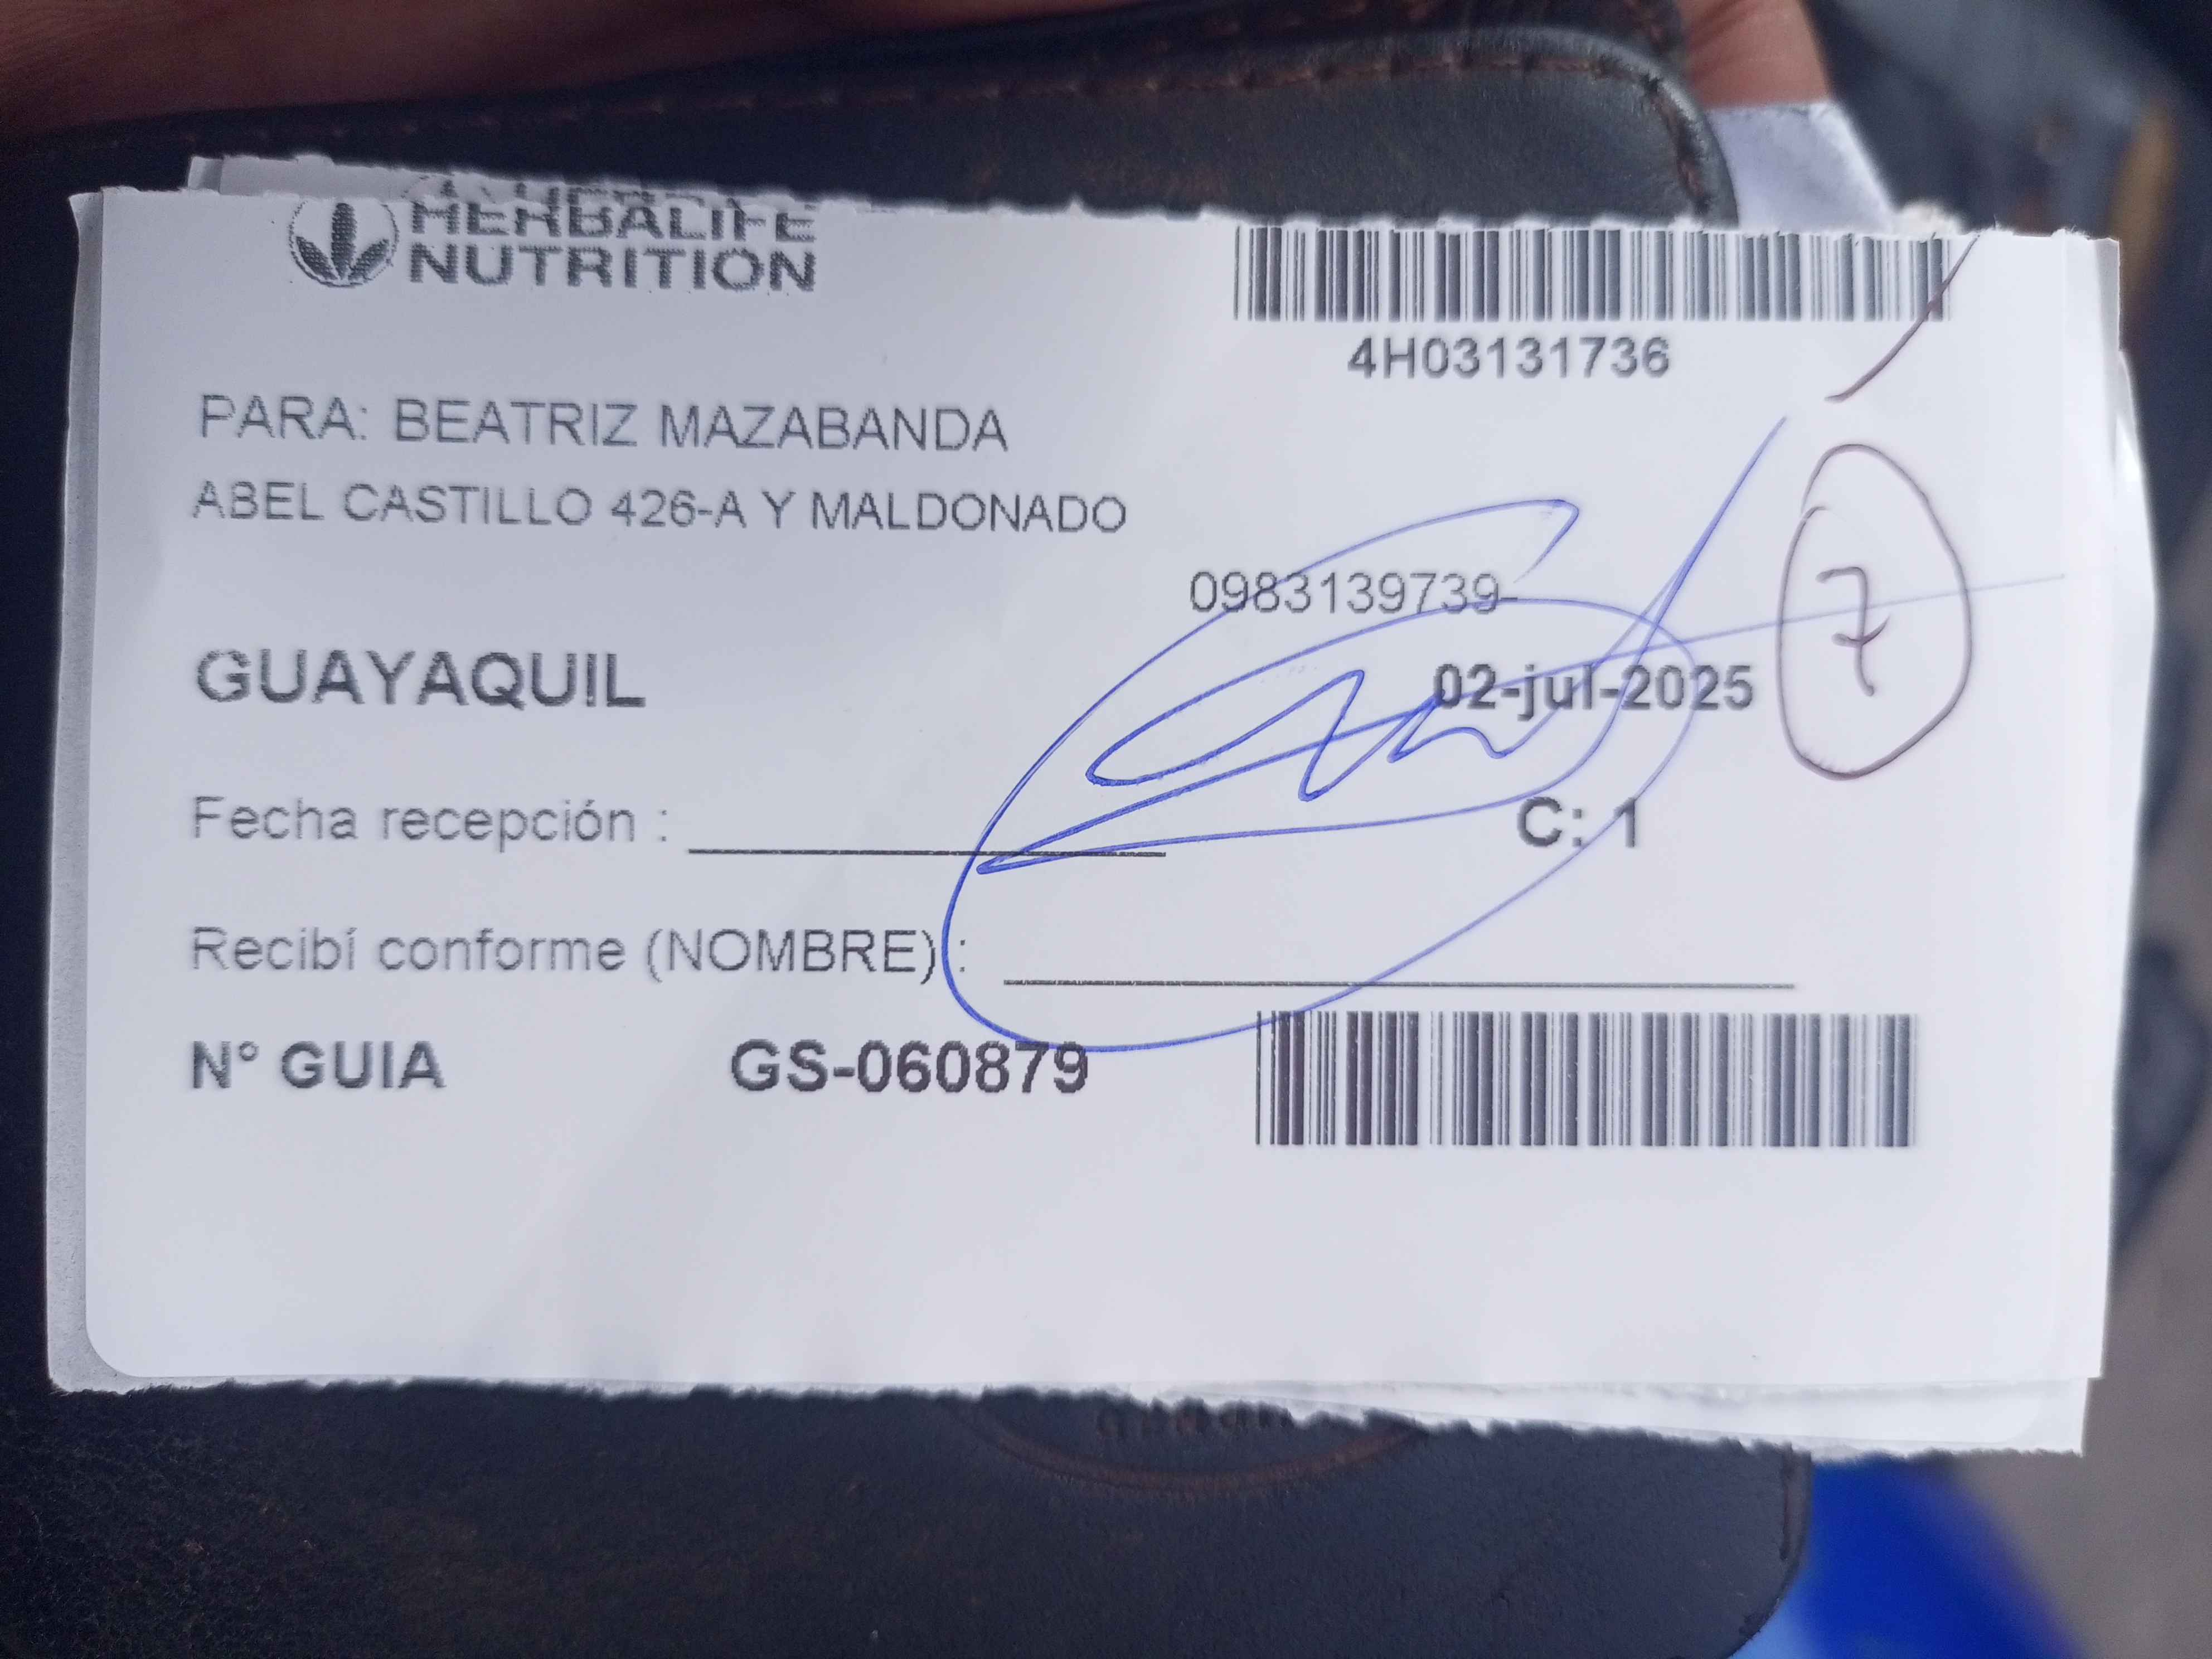 HERBALIFE
NUTRITION
4H03131736
PARA: BEATRIZ MAZABANDA
ABEL CASTILLO 426-A Y MALDONADO
0983139739-
GUAYAQUIL
02-jul-2025
7
Fecha recepción :
C: 1
Recibí conforme (NOMBRE) :
N° GUIA GS-060879